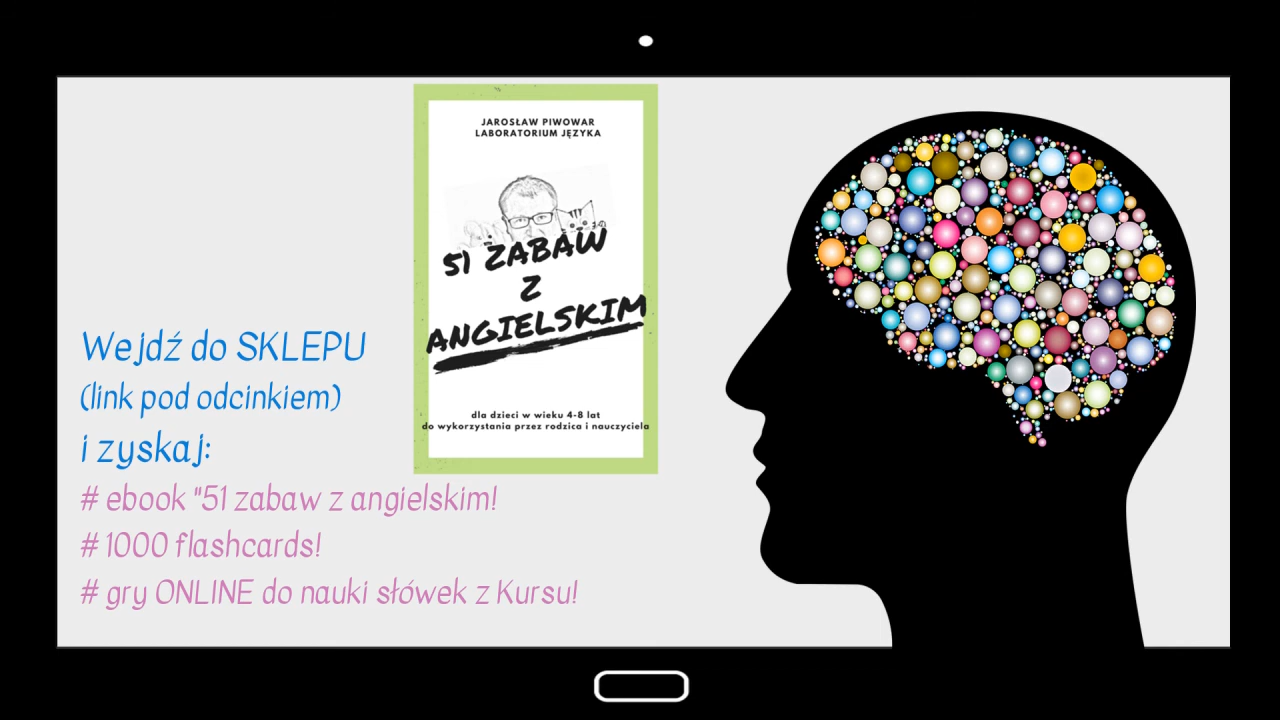 JAROSŁAW PIWOWAR
LABORATORIUM JĘZYKA
51 ZABAW
Z
ANGIELSKIM
dla dzieci w wieku 4-8 lat
do wykorzystania przez rodzica i nauczyciela
Wejdź do SKLEPU
(link pod odcinkiem)
i zyskaj:
# ebook "51 zabaw z angielskim!
# 1000 flashcards!
# gry ONLINE do nauki słówek z Kursu!